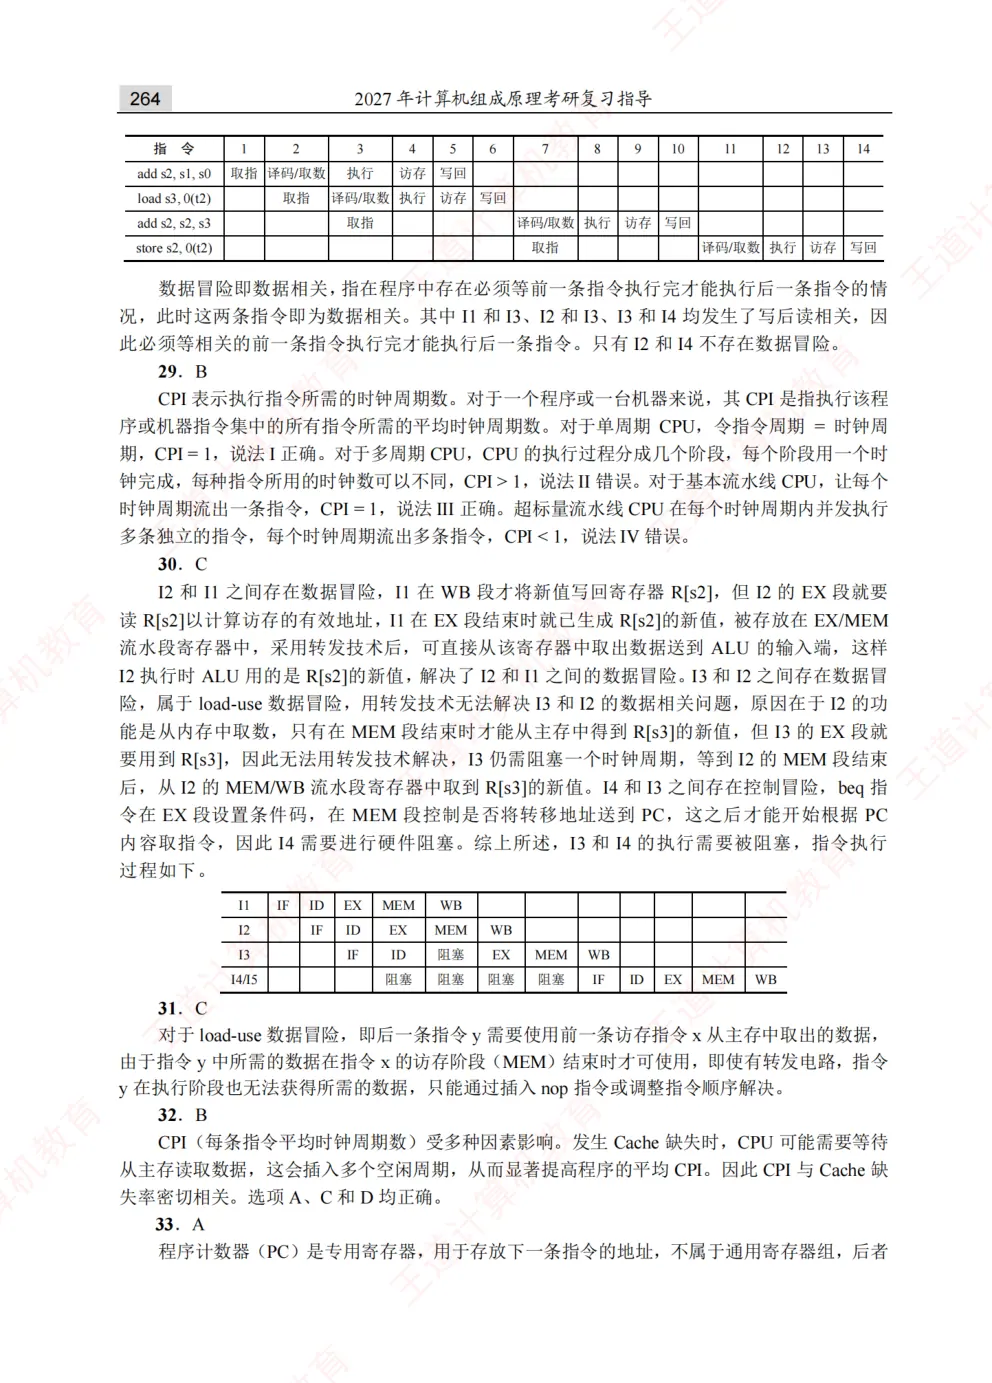 264 2027 年计算机组成原理考研复习指导
指 令 1 2 3 4 5 6 7 8 9 10 11 12 13 14
add s2, s1, s0 取指 译码/取数 执行 访存 写回
load s3, 0(t2) 取指 译码/取数 执行 访存 写回
add s2, s2, s3 取指 译码/取数 执行 访存 写回
store s2, 0(t2) 取指 译码/取数 执行 访存 写回
数据冒险即数据相关，指在程序中存在必须等前一条指令执行完才能执行后一条指令的情
况，此时这两条指令即为数据相关。其中 I1 和 I3、I2 和 I3、I3 和 I4 均发生了写后读相关，因
此必须等相关的前一条指令执行完才能执行后一条指令。只有 I2 和 I4 不存在数据冒险。
29．B
CPI 表示执行指令所需的时钟周期数。对于一个程序或一台机器来说，其 CPI 是指执行该程
序或机器指令集中的所有指令所需的平均时钟周期数。对于单周期 CPU，令指令周期 = 时钟周
期，CPI = 1，说法 I 正确。对于多周期 CPU，CPU 的执行过程分成几个阶段，每个阶段用一个时
钟完成，每种指令所用的时钟数可以不同，CPI > 1，说法 II 错误。对于基本流水线 CPU，让每个
时钟周期流出一条指令，CPI = 1，说法 III 正确。超标量流水线 CPU 在每个时钟周期内并发执行
多条独立的指令，每个时钟周期流出多条指令，CPI < 1，说法 IV 错误。
30．C
I2 和 I1 之间存在数据冒险，I1 在 WB 段才将新值写回寄存器 R[s2]，但 I2 的 EX 段就要
读 R[s2]以计算访存的有效地址，I1 在 EX 段结束时就已生成 R[s2]的新值，被存放在 EX/MEM
流水段寄存器中，采用转发技术后，可直接从该寄存器中取出数据送到 ALU 的输入端，这样
I2 执行时 ALU 用的是 R[s2]的新值，解决了 I2 和 I1 之间的数据冒险。I3 和 I2 之间存在数据冒
险，属于 load-use 数据冒险，用转发技术无法解决 I3 和 I2 的数据相关问题，原因在于 I2 的功
能是从内存中取数，只有在 MEM 段结束时才能从主存中得到 R[s3]的新值，但 I3 的 EX 段就
要用到 R[s3]，因此无法用转发技术解决，I3 仍需阻塞一个时钟周期，等到 I2 的 MEM 段结束
后，从 I2 的 MEM/WB 流水段寄存器中取到 R[s3]的新值。I4 和 I3 之间存在控制冒险，beq 指
令在 EX 段设置条件码，在 MEM 段控制是否将转移地址送到 PC，这之后才能开始根据 PC
内容取指令，因此 I4 需要进行硬件阻塞。综上所述，I3 和 I4 的执行需要被阻塞，指令执行
过程如下。
I1 IF ID EX MEM WB
I2 IF ID EX MEM WB
I3 IF ID 阻塞 EX MEM WB
I4/I5 阻塞 阻塞 阻塞 阻塞 IF ID EX MEM WB
31．C
对于 load-use 数据冒险，即后一条指令 y 需要使用前一条访存指令 x 从主存中取出的数据，
由于指令 y 中所需的数据在指令 x 的访存阶段（MEM）结束时才可使用，即使有转发电路，指令
y 在执行阶段也无法获得所需的数据，只能通过插入 nop 指令或调整指令顺序解决。
32．B
CPI（每条指令平均时钟周期数）受多种因素影响。发生 Cache 缺失时，CPU 可能需要等待
从主存读取数据，这会插入多个空闲周期，从而显著提高程序的平均 CPI。因此 CPI 与 Cache 缺
失率密切相关。选项 A、C 和 D 均正确。
33．A
程序计数器（PC）是专用寄存器，用于存放下一条指令的地址，不属于通用寄存器组，后者